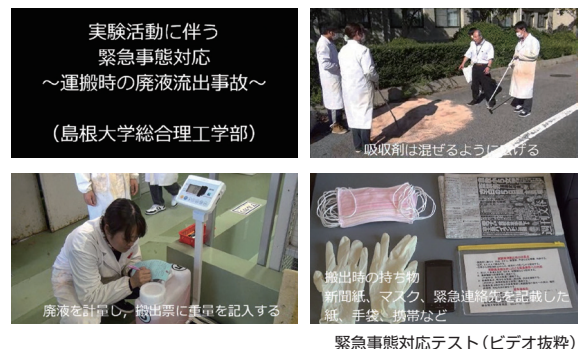 実験活動に伴う
緊急事態対応
～運搬時の廃液流出事故～
（島根大学総合理工学部）
吸収剤は混ぜるように広げる
廃液を計量し，搬出票に重量を記入する
搬出時の持ち物
新聞紙、マスク、緊急連絡先を記載した
紙、手袋、携帯など
緊急事態対応テスト（ビデオ抜粋）